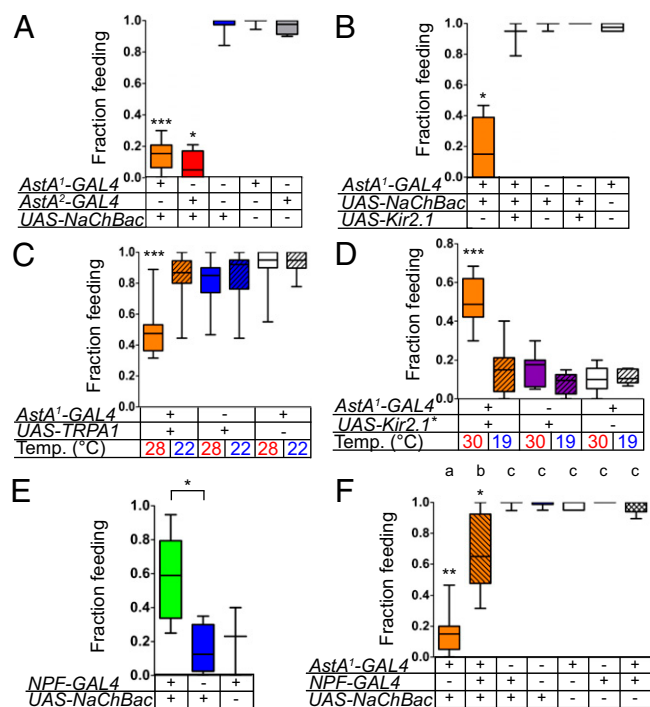 A
Fraction feeding
1.0
0.8
0.6
0.4
0.2
0.0
*** *
AstA¹-GAL4 + - - + -
AstA²-GAL4 - + - - +
UAS-NaChBac + + + - -
B
Fraction feeding
1.0
0.8
0.6
0.4
0.2
0.0
*
AstA¹-GAL4 + + - - +
UAS-NaChBac + + + + -
UAS-Kir2.1 - + - + -
C
Fraction feeding
1.0
0.8
0.6
0.4
0.2
0.0
***
AstA¹-GAL4 + - +
UAS-TRPA1 + + -
Temp. (°C) 28 22 28 22 28 22
D
Fraction feeding
0.8
0.6
0.4
0.2
0.0
***
AstA¹-GAL4 + - +
UAS-Kir2.1* + + -
Temp. (°C) 30 19 30 19 30 19
E
Fraction feeding
1.0
0.8
0.6
0.4
0.2
0.0
*
NPF-GAL4 + - +
UAS-NaChBac + + -
F
a b c c c c c
Fraction feeding
1.0
0.8
0.6
0.4
0.2
0.0
** *
AstA¹-GAL4 + + - - + - +
NPF-GAL4 - + + - - + +
UAS-NaChBac + + + + - - -